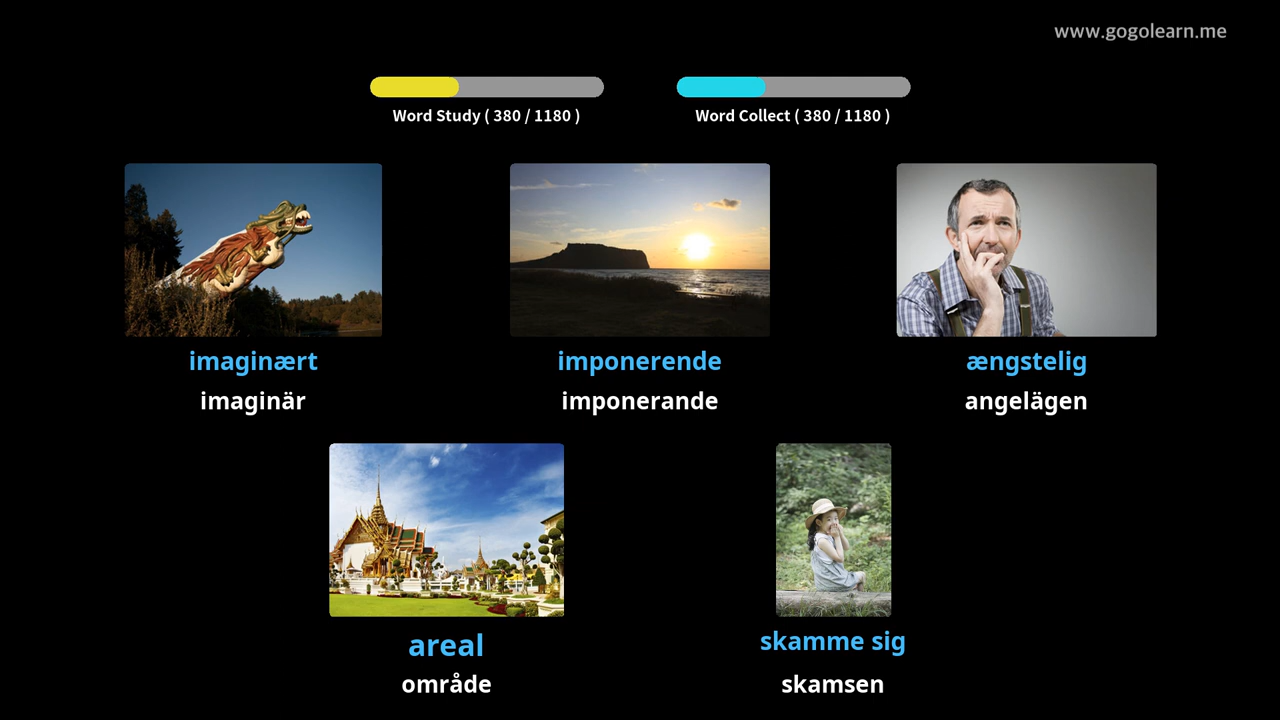 www.gogolearn.me
Word Study ( 380 / 1180 )
Word Collect ( 380 / 1180 )
imaginært
imaginär
imponerende
imponerande
ængstelig
angelägen
areal
område
skamme sig
skamsen